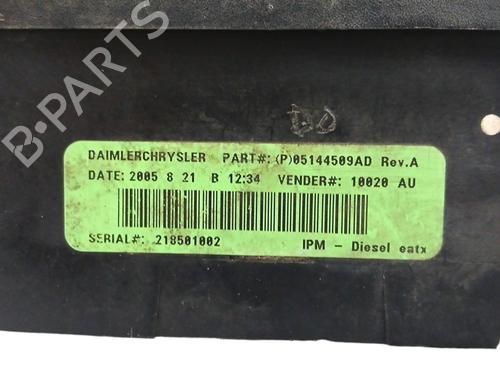 DD
DAIMLERCHRYSLER PART#: (P)05144509AD Rev.A
DATE: 2005 8 21 B 12:34 VENDER#: 10020 AU
SERIAL#: 218501002 IPM - Diesel eatx
B-PARTS